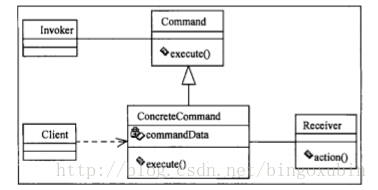 Command
Invoker
execute()
ConcreteCommand
commandData
execute()
Client
Receiver
action()
http://blog.csdn.net/bingoxubin